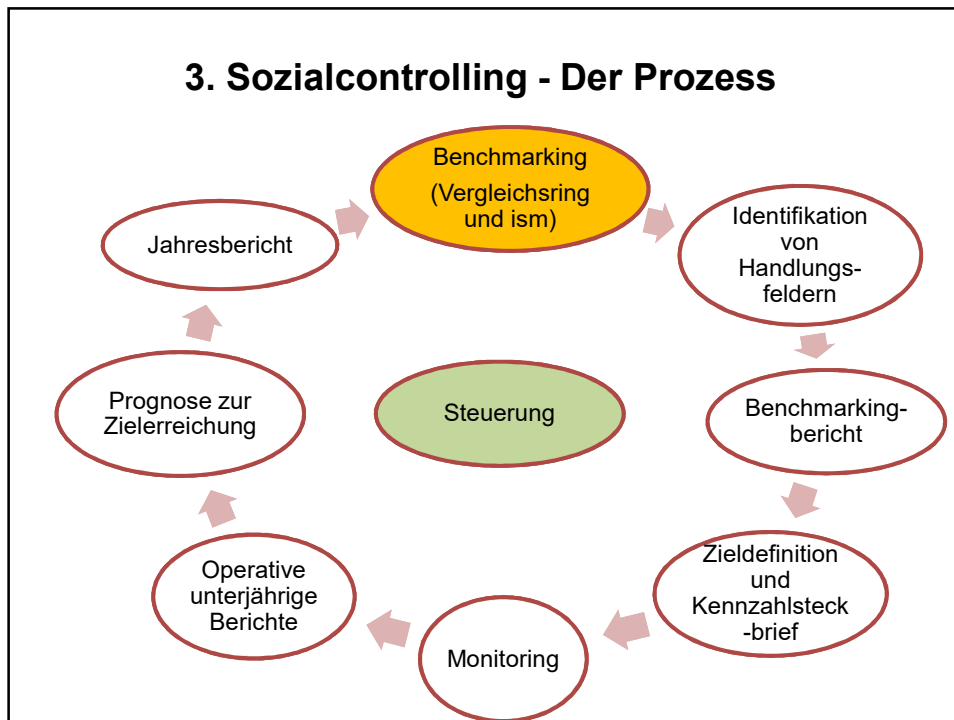 3. Sozialcontrolling - Der Prozess
Benchmarking
(Vergleichsring
und ism)
Identifikation
von
Handlungs-
feldern
Benchmarking-
bericht
Zieldefinition
und
Kennzahlsteck
-brief
Monitoring
Operative
unterjährige
Berichte
Prognose zur
Zielerreichung
Jahresbericht
Steuerung